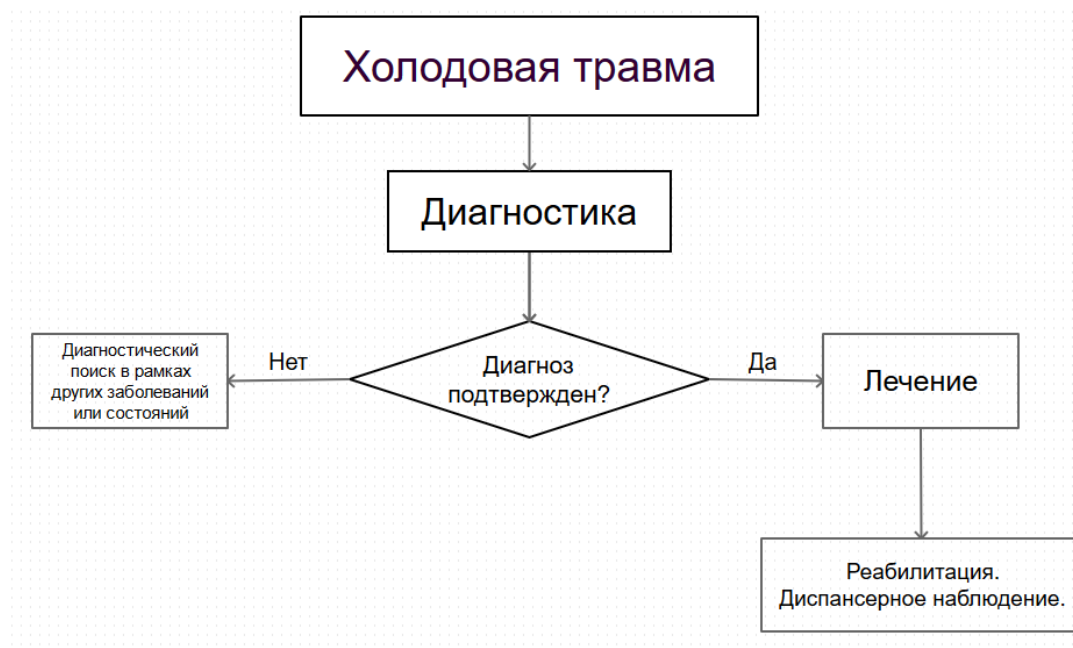 Холодовая травма
Диагностика
Диагностический
поиск в рамках
других заболеваний
или состояний
Нет
Диагноз
подтвержден?
Да
Лечение
Реабилитация.
Диспансерное наблюдение.